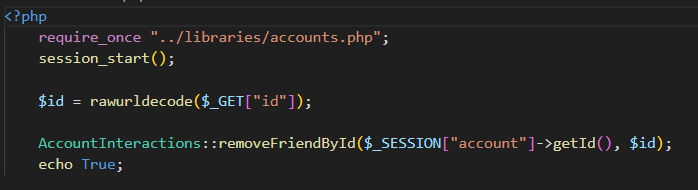 <?php
require_once "../libraries/accounts.php";
session_start();
$id = rawurldecode($_GET["id"]);
AccountInteractions::removeFriendById($_SESSION["account"]->getId(), $id);
echo True;